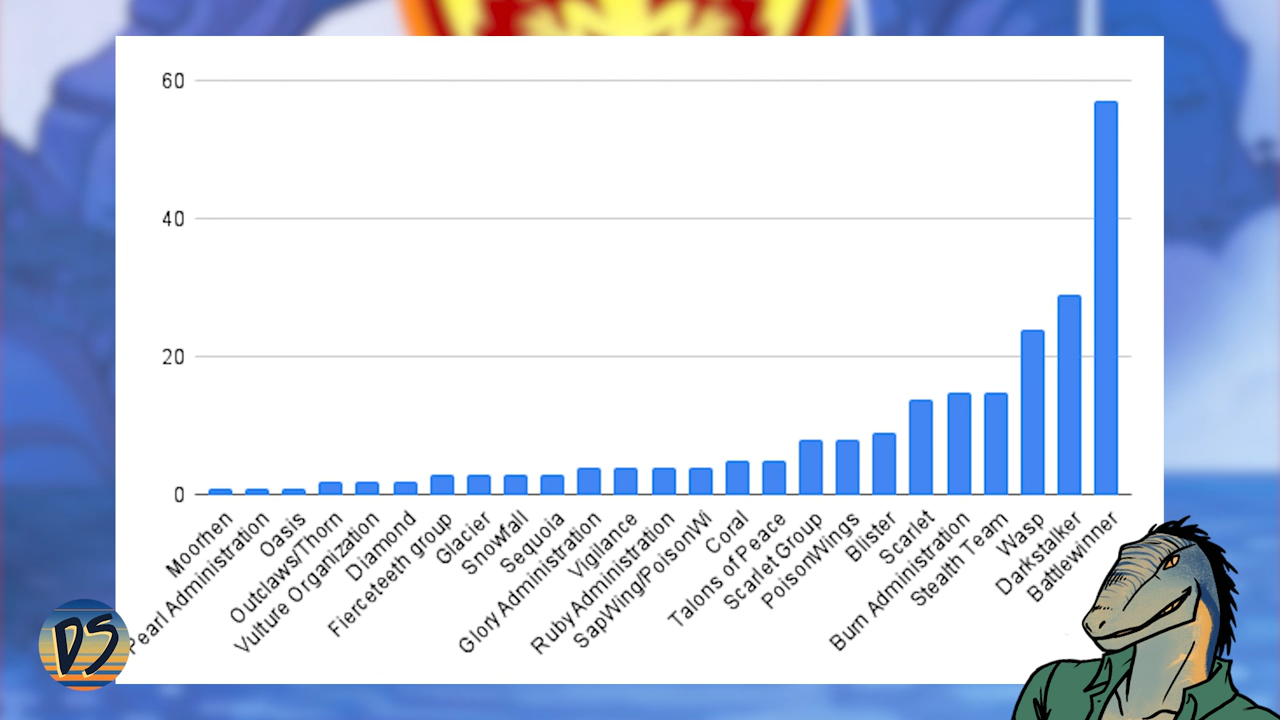 60
40
20
0
Moorhen
Pearl Administration
Oasis
Outlaws/Thorn
Vulture Organization
Diamond
Fierceteeth group
Glacier
Snowfall
Sequoia
Glory Administration
Vigilance
Ruby Administration
SapWing/PoisonWi
Coral
Talons of Peace
Scarlet Group
PoisonWings
Blister
Scarlet
Burn Administration
Stealth Team
Wasp
Darkstalker
Battlewinner
DS